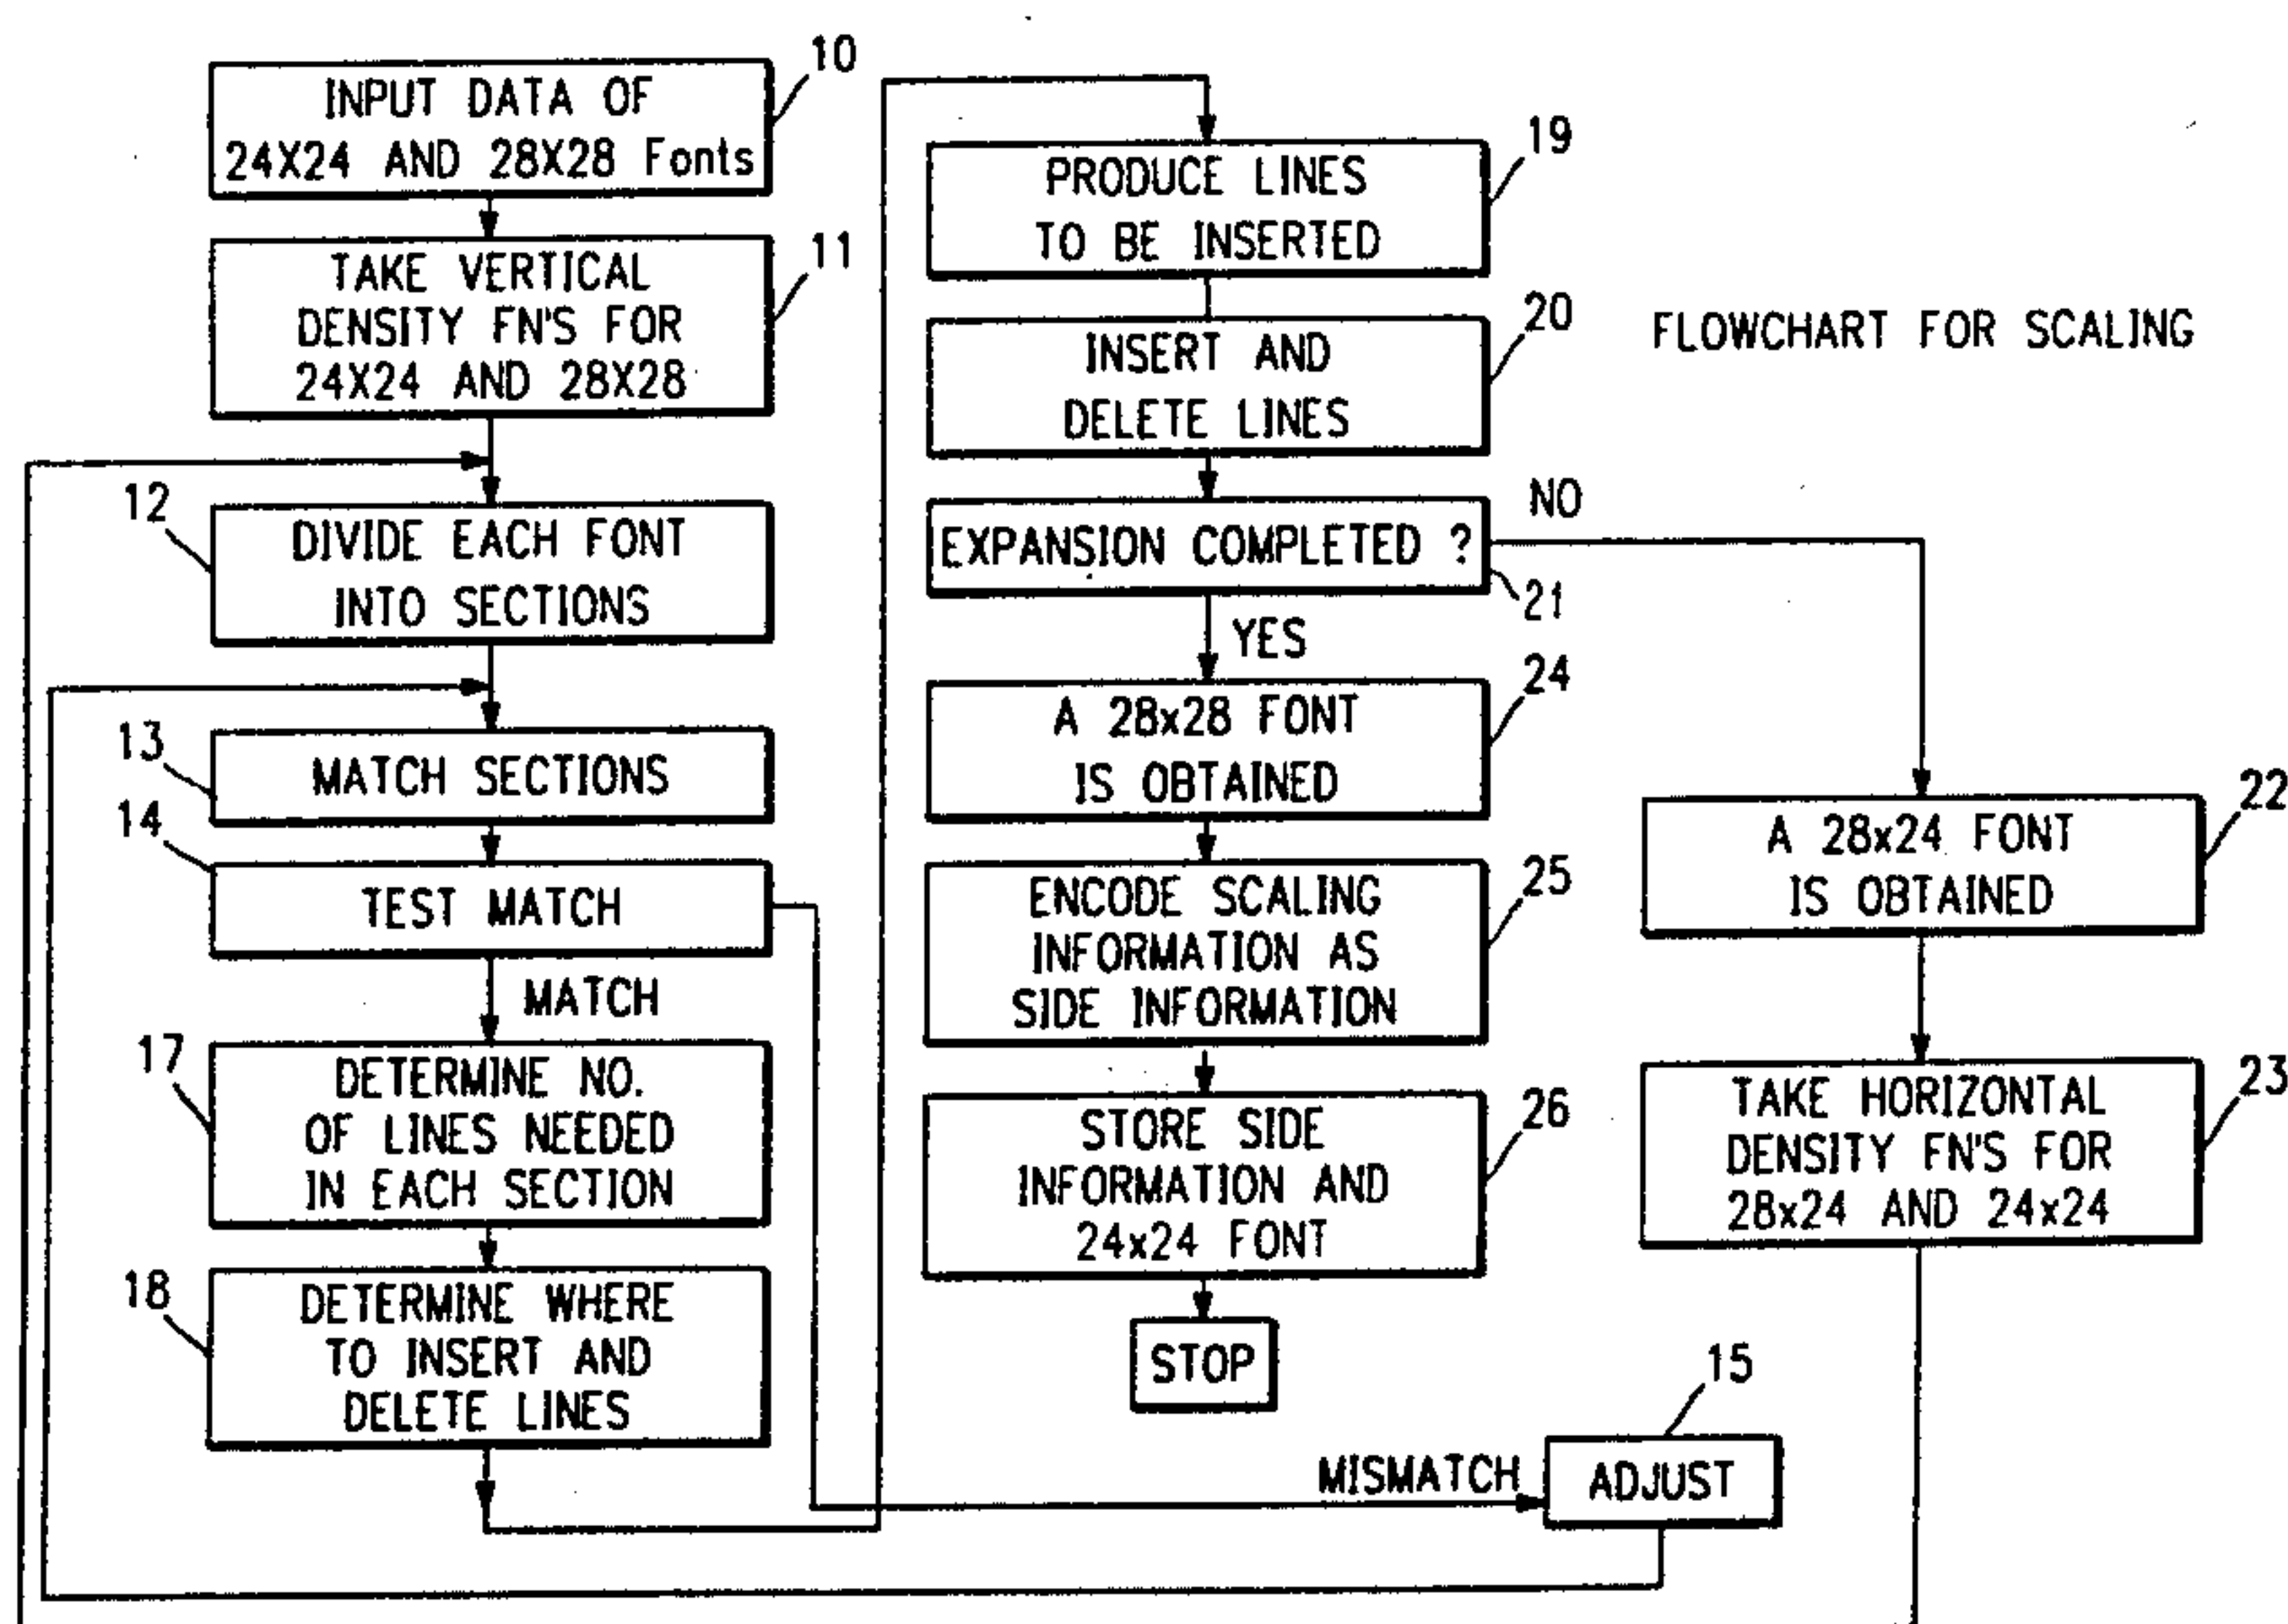 10
INPUT DATA OF
24X24 AND 28X28 Fonts
11
TAKE VERTICAL
DENSITY FN'S FOR
24X24 AND 28X28
12
DIVIDE EACH FONT
INTO SECTIONS
13
MATCH SECTIONS
14
TEST MATCH
MATCH
17
DETERMINE NO.
OF LINES NEEDED
IN EACH SECTION
18
DETERMINE WHERE
TO INSERT AND
DELETE LINES
19
PRODUCE LINES
TO BE INSERTED
20
INSERT AND
DELETE LINES
EXPANSION COMPLETED ?
21
NO
YES
24
A 28x28 FONT
IS OBTAINED
25
ENCODE SCALING
INFORMATION AS
SIDE INFORMATION
26
STORE SIDE
INFORMATION AND
24x24 FONT
STOP
FLOWCHART FOR SCALING
22
A 28x24 FONT
IS OBTAINED
23
TAKE HORIZONTAL
DENSITY FN'S FOR
28x24 AND 24x24
15
MISMATCH
ADJUST